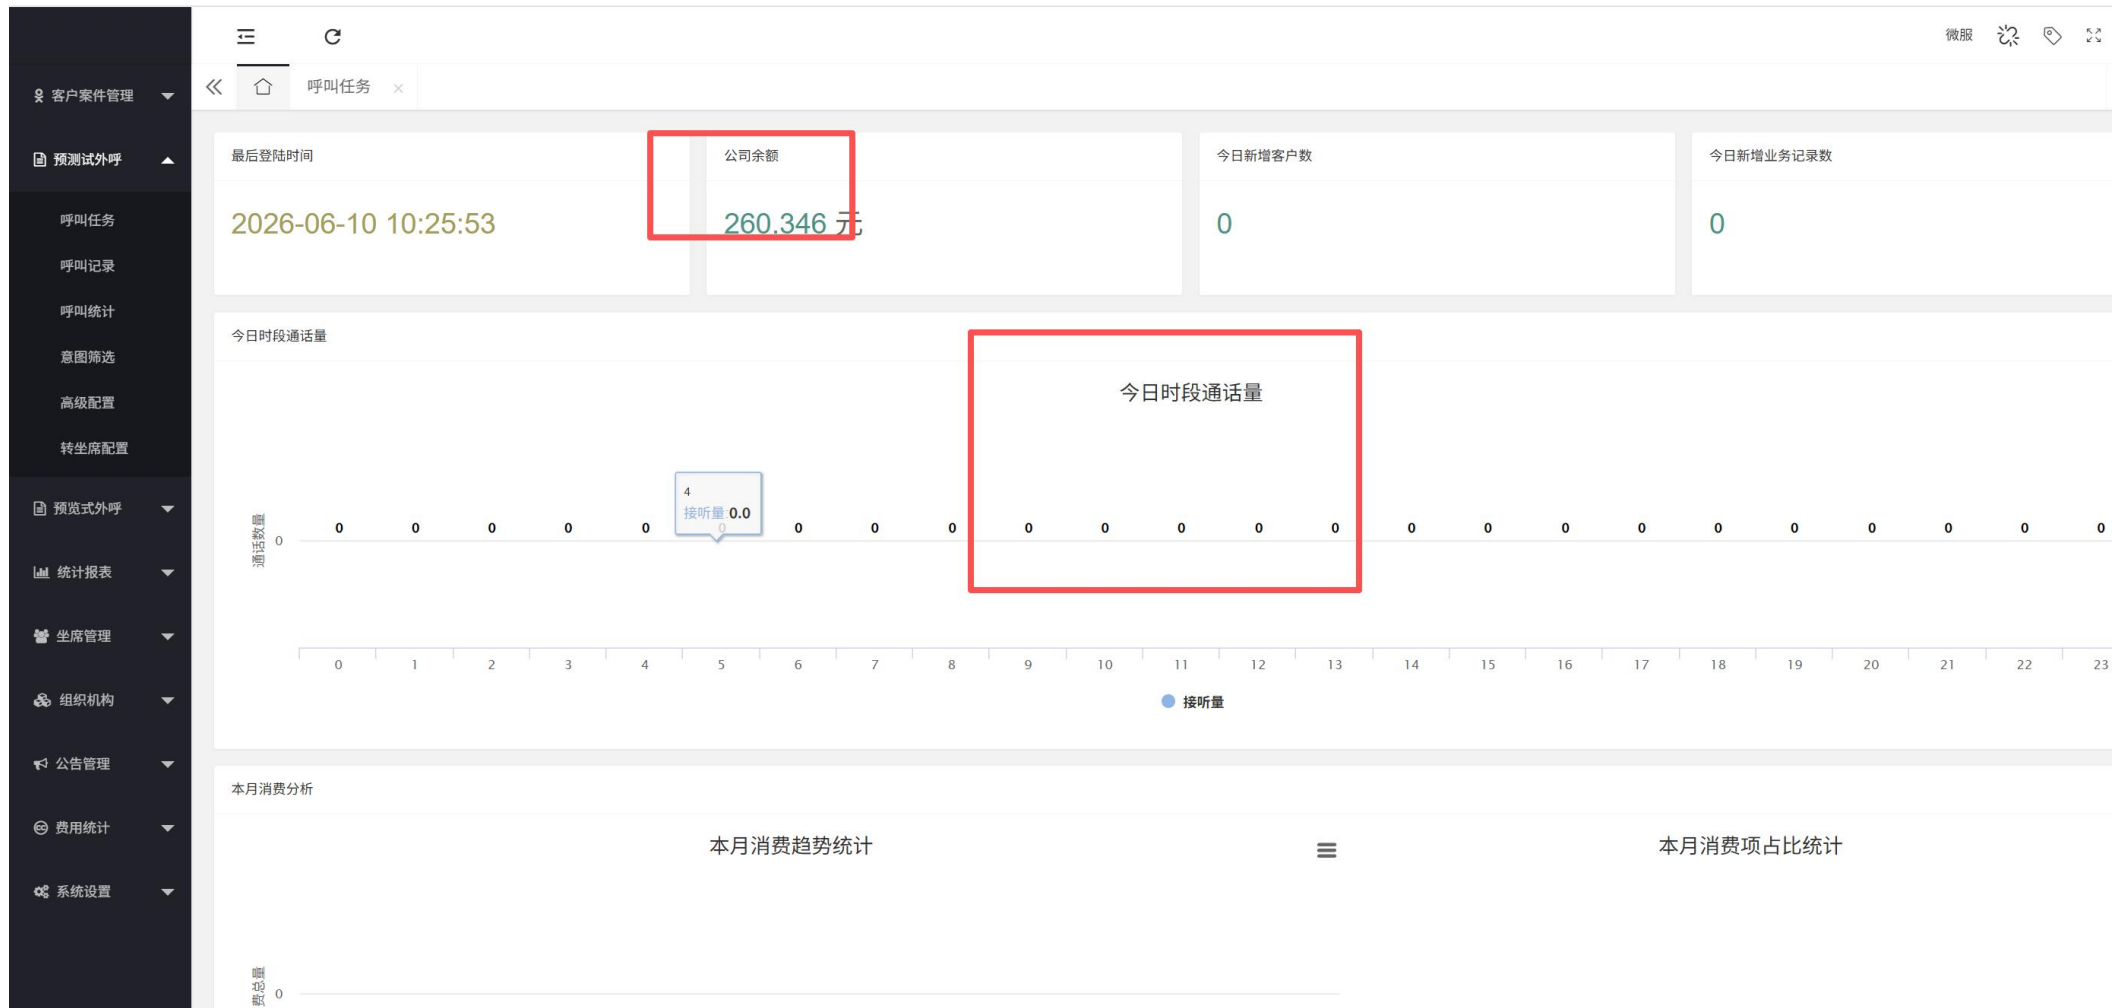 微服
客户案件管理
呼叫任务
预测试外呼
呼叫任务
呼叫记录
呼叫统计
意图筛选
高级配置
转坐席配置
预览式外呼
统计报表
坐席管理
组织机构
公告管理
费用统计
系统设置
最后登陆时间
2026-06-10 10:25:53
公司余额
260.346 元
今日新增客户数
0
今日新增业务记录数
0
今日时段通话量
今日时段通话量
4
接听量:0.0
通话数量
0
0 0 0 0 0 0 0 0 0 0 0 0 0 0 0 0 0 0 0 0 0 0 0 0
0 1 2 3 4 5 6 7 8 9 10 11 12 13 14 15 16 17 18 19 20 21 22 23
接听量
本月消费分析
本月消费趋势统计
本月消费项占比统计
费总量
0